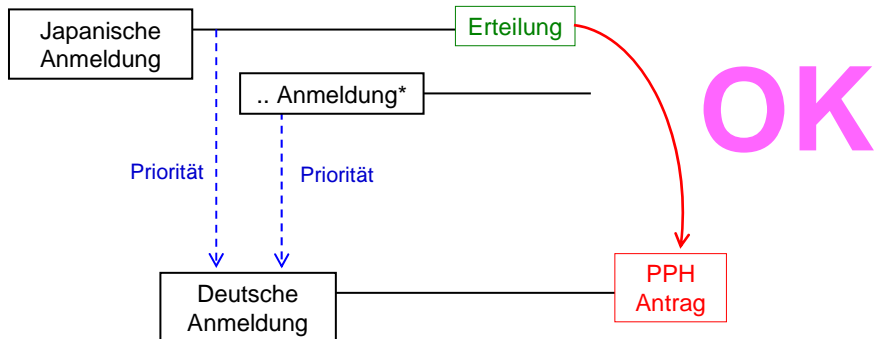 Japanische
Anmeldung
Erteilung
.. Anmeldung*
OK
Priorität
Priorität
Deutsche
Anmeldung
PPH
Antrag